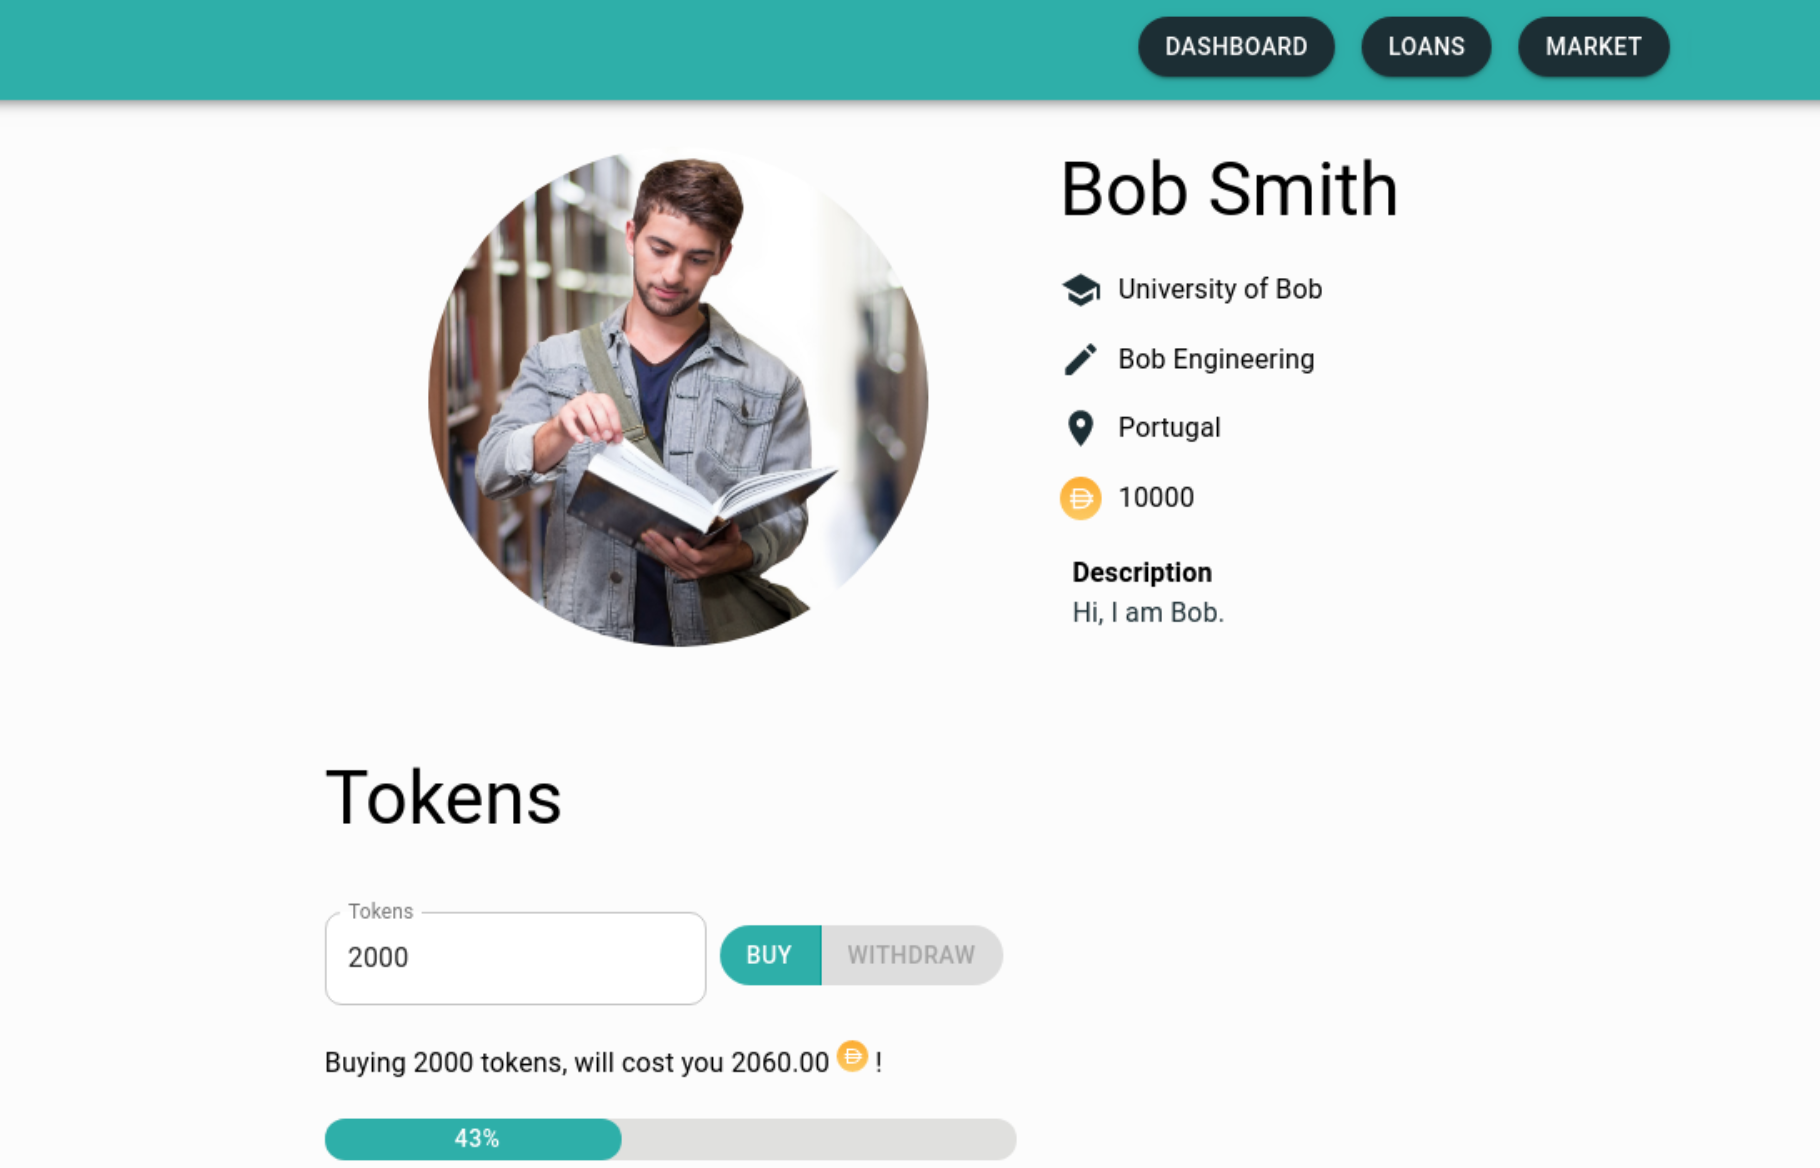 DASHBOARD LOANS MARKET
Bob Smith
University of Bob
Bob Engineering
Portugal
10000
Description
Hi, I am Bob.
Tokens
Tokens
2000
BUY WITHDRAW
Buying 2000 tokens, will cost you 2060.00 !
43%